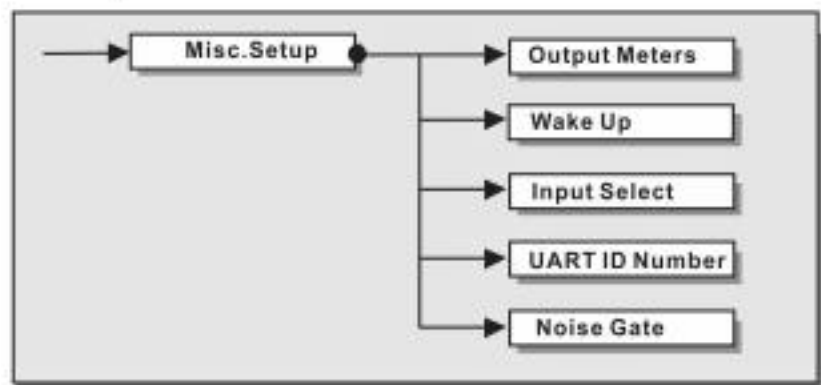 Misc.Setup
Output Meters
Wake Up
Input Select
UART ID Number
Noise Gate